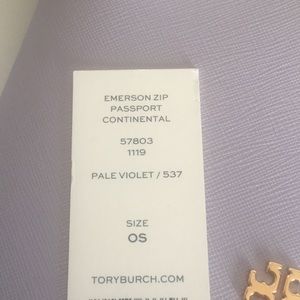 EMERSON ZIP
PASSPORT
CONTINENTAL
57803
1119
PALE VIOLET / 537
SIZE
OS
TORYBURCH.COM